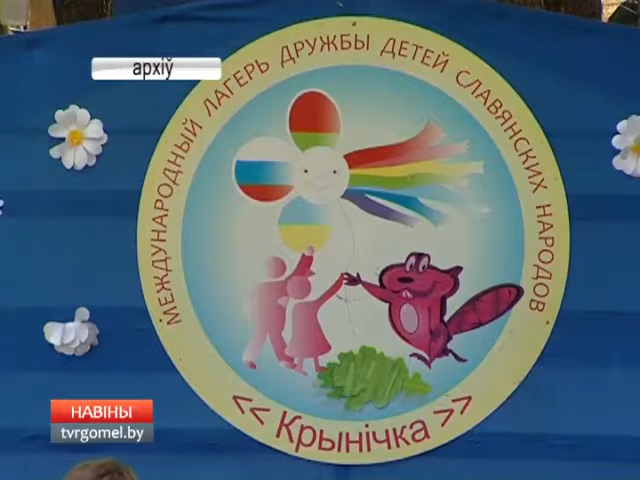 архіў
МЕЖДУНАРОДНЫЙ ЛАГЕРЬ ДРУЖБЫ ДЕТЕЙ СЛАВЯНСКИХ НАРОДОВ
<< Крынічка >>
НАВІНЫ
tvrgomel.by